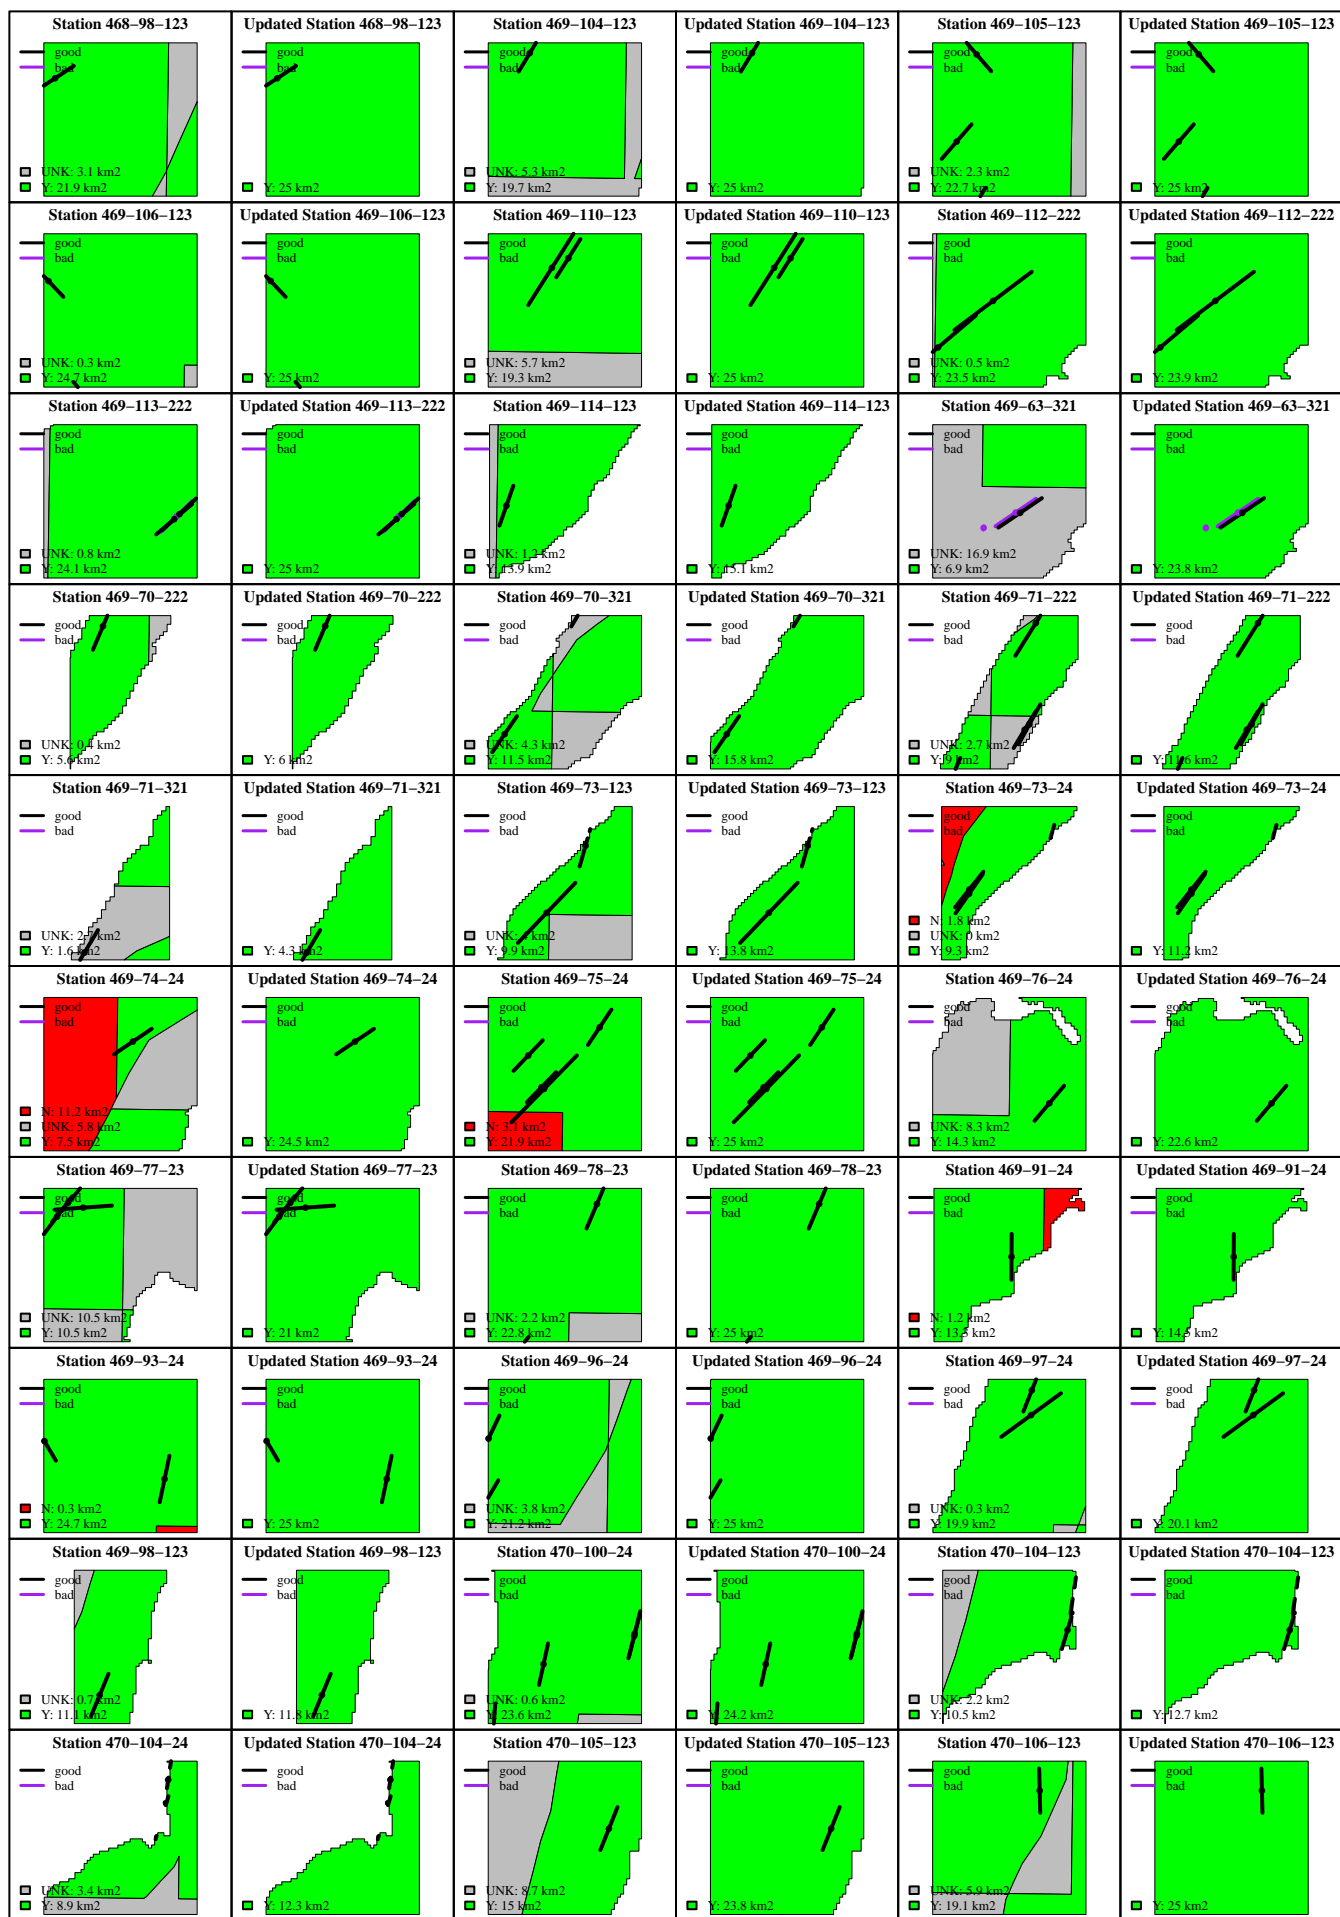 Station 468−98−123
good
bad
UNK: 3.1 km2
Y: 21.9 km2
Updated Station 468−98−123
good
bad
Y: 25 km2
Station 469−104−123
good
bad
UNK: 5.3 km2
Y: 19.7 km2
Updated Station 469−104−123
good
bad
Y: 25 km2
Station 469−105−123
good
bad
UNK: 2.3 km2
Y: 22.7 km2
Updated Station 469−105−123
good
bad
Y: 25 km2
Station 469−106−123
good
bad
UNK: 0.3 km2
Y: 24.7 km2
Updated Station 469−106−123
good
bad
Y: 25 km2
Station 469−110−123
good
bad
UNK: 5.7 km2
Y: 19.3 km2
Updated Station 469−110−123
good
bad
Y: 25 km2
Station 469−112−222
good
bad
UNK: 0.5 km2
Y: 23.5 km2
Updated Station 469−112−222
good
bad
Y: 23.9 km2
Station 469−113−222
good
bad
UNK: 0.8 km2
Y: 24.1 km2
Updated Station 469−113−222
good
bad
Y: 25 km2
Station 469−114−123
good
bad
UNK: 1.2 km2
Y: 13.9 km2
Updated Station 469−114−123
good
bad
Y: 15.1 km2
Station 469−63−321
good
bad
UNK: 16.9 km2
Y: 6.9 km2
Updated Station 469−63−321
good
bad
Y: 23.8 km2
Station 469−70−222
good
bad
UNK: 0.4 km2
Y: 5.6 km2
Updated Station 469−70−222
good
bad
Y: 6 km2
Station 469−70−321
good
bad
UNK: 4.3 km2
Y: 11.5 km2
Updated Station 469−70−321
good
bad
Y: 15.8 km2
Station 469−71−222
good
bad
UNK: 2.7 km2
Y: 9 km2
Updated Station 469−71−222
good
bad
Y: 11.6 km2
Station 469−71−321
good
bad
UNK: 2.7 km2
Y: 1.6 km2
Updated Station 469−71−321
good
bad
Y: 4.3 km2
Station 469−73−123
good
bad
UNK: 4 km2
Y: 9.9 km2
Updated Station 469−73−123
good
bad
Y: 13.8 km2
Station 469−73−24
good
bad
N: 1.8 km2
UNK: 0 km2
Y: 9.3 km2
Updated Station 469−73−24
good
bad
Y: 11.2 km2
Station 469−74−24
good
bad
N: 11.2 km2
UNK: 5.8 km2
Y: 7.5 km2
Updated Station 469−74−24
good
bad
Y: 24.5 km2
Station 469−75−24
good
bad
N: 3.1 km2
Y: 21.9 km2
Updated Station 469−75−24
good
bad
Y: 25 km2
Station 469−76−24
good
bad
UNK: 8.3 km2
Y: 14.3 km2
Updated Station 469−76−24
good
bad
Y: 22.6 km2
Station 469−77−23
good
bad
UNK: 10.5 km2
Y: 10.5 km2
Updated Station 469−77−23
good
bad
Y: 21 km2
Station 469−78−23
good
bad
UNK: 2.2 km2
Y: 22.8 km2
Updated Station 469−78−23
good
bad
Y: 25 km2
Station 469−91−24
good
bad
N: 1.2 km2
Y: 13.3 km2
Updated Station 469−91−24
good
bad
Y: 14.5 km2
Station 469−93−24
good
bad
N: 0.3 km2
Y: 24.7 km2
Updated Station 469−93−24
good
bad
Y: 25 km2
Station 469−96−24
good
bad
UNK: 3.8 km2
Y: 21.2 km2
Updated Station 469−96−24
good
bad
Y: 25 km2
Station 469−97−24
good
bad
UNK: 0.3 km2
Y: 19.9 km2
Updated Station 469−97−24
good
bad
Y: 20.1 km2
Station 469−98−123
good
bad
UNK: 0.7 km2
Y: 11.1 km2
Updated Station 469−98−123
good
bad
Y: 11.8 km2
Station 470−100−24
good
bad
UNK: 0.6 km2
Y: 23.6 km2
Updated Station 470−100−24
good
bad
Y: 24.2 km2
Station 470−104−123
good
bad
UNK: 2.2 km2
Y: 10.5 km2
Updated Station 470−104−123
good
bad
Y: 12.7 km2
Station 470−104−24
good
bad
UNK: 3.4 km2
Y: 8.9 km2
Updated Station 470−104−24
good
bad
Y: 12.3 km2
Station 470−105−123
good
bad
UNK: 8.7 km2
Y: 15 km2
Updated Station 470−105−123
good
bad
Y: 23.8 km2
Station 470−106−123
good
bad
UNK: 5.9 km2
Y: 19.1 km2
Updated Station 470−106−123
good
bad
Y: 25 km2